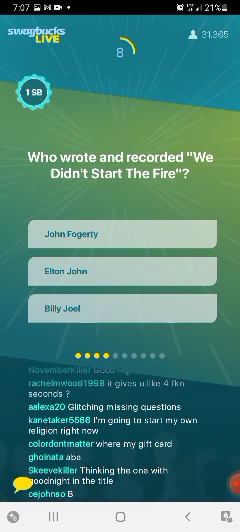 7:07
21%
swagbucks
LIVE
8
31,365
1 SB
Who wrote and recorded "We
Didn't Start The Fire"?
John Fogerty
Elton John
Billy Joel
NovemberKiller Good nig
rachelmwood1998 it gives u like 4 fkn
seconds ?
aalexa20 Glitching missing questions
kanetaker5566 I'm going to start my own
religion right now
colordontmatter where my gift card
gholnata aba
Skeevekiller Thinking the one with
goodnight in the title
cejohnso B